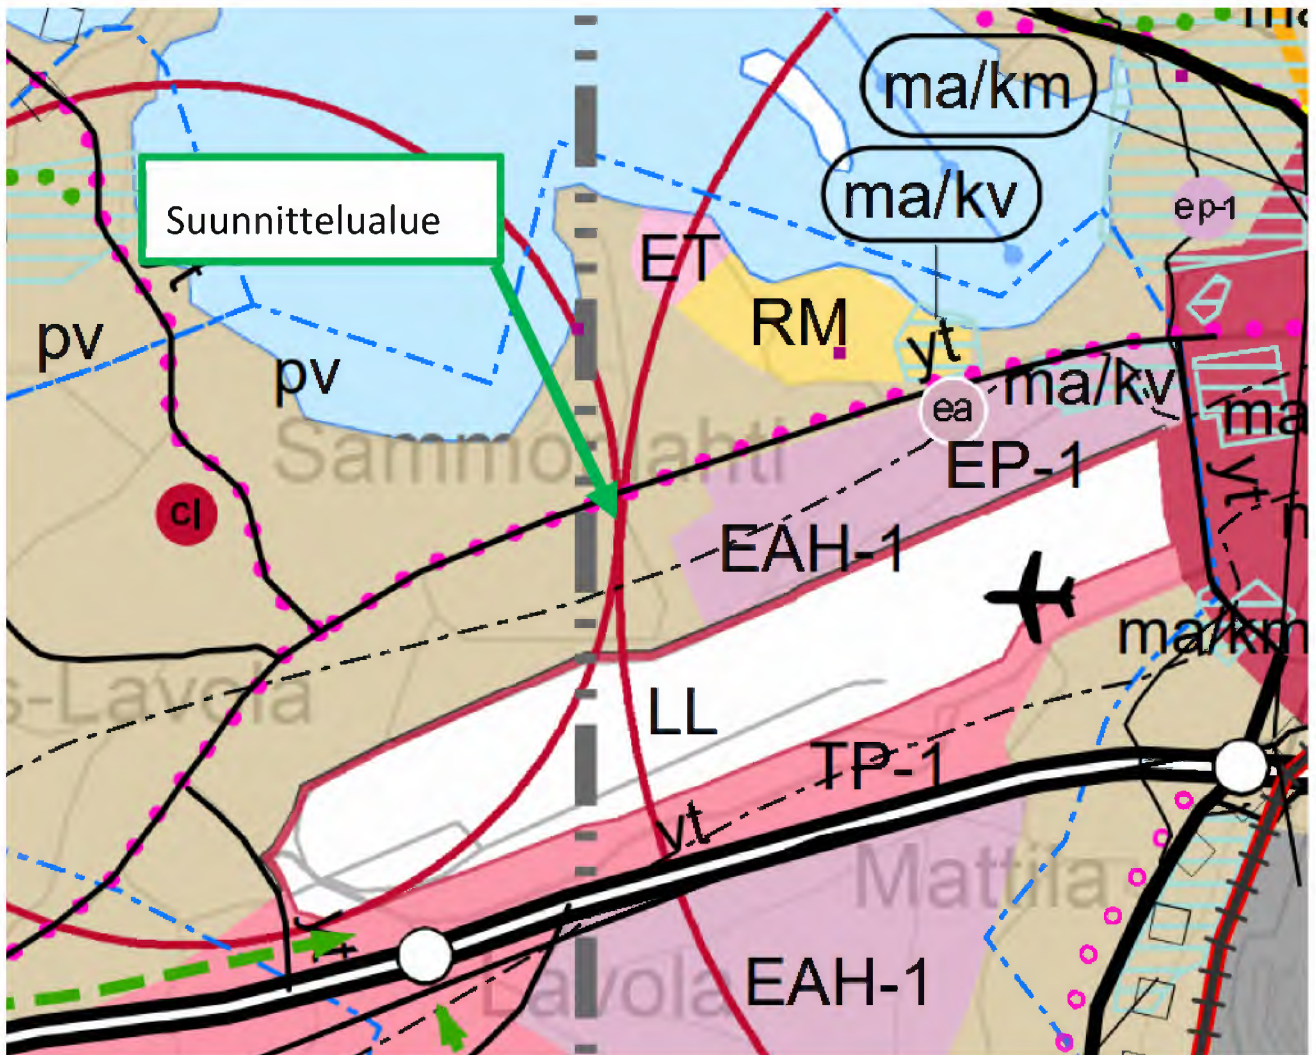 ma/km
ma/kv
ep-1
Suunnittelualue
ET
RM
yt
pv
pv
ma/kv
ea
ma
Sammonlahti
EP-1
yt
cl
EAH-1
ma/km
s-Lavola
LL
TP-1
yt
Mattila
Lavola
EAH-1